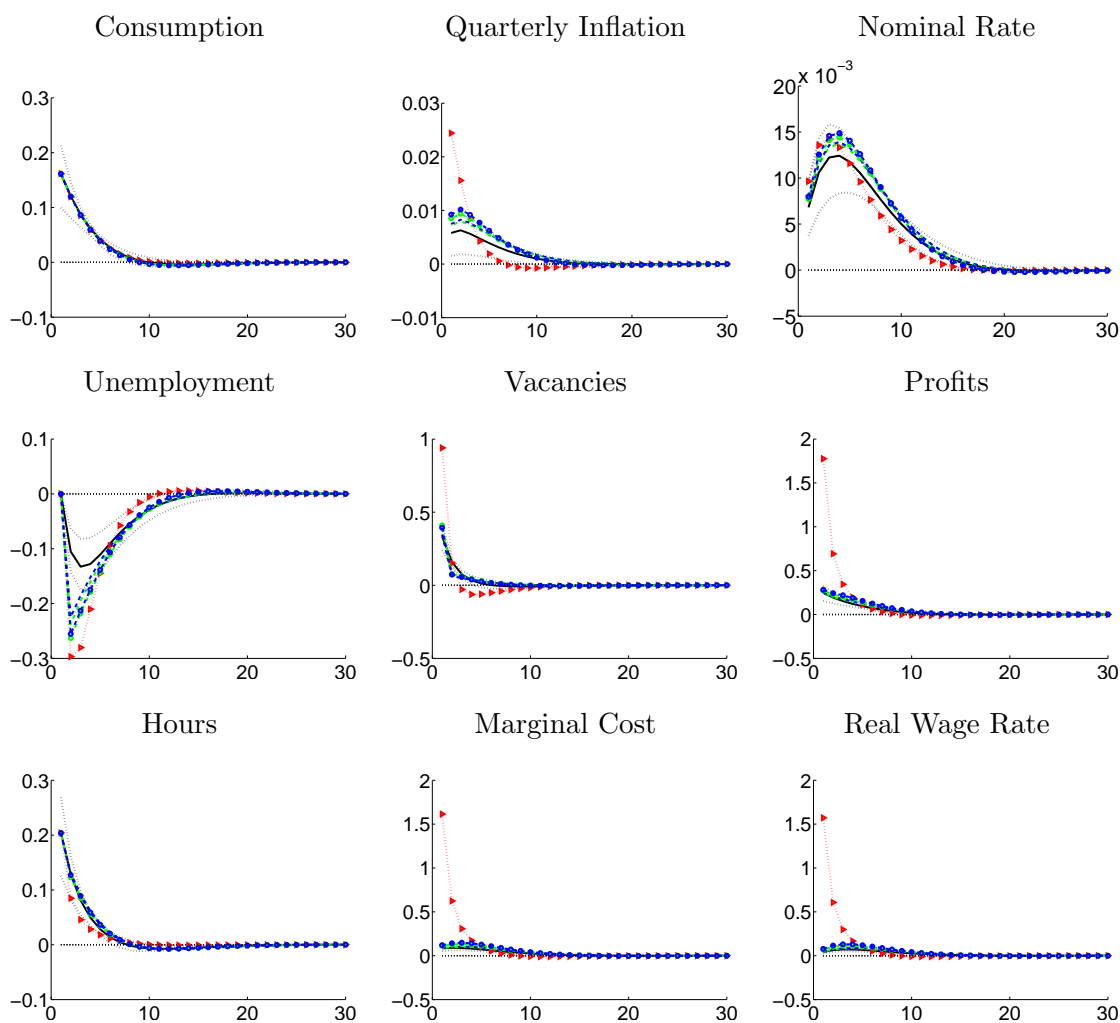 Consumption Quarterly Inflation Nominal Rate
x 10⁻³
0.3 0.03 20
0.2 0.02 15
10
0.1 0.01
5
0 0 0
−0.1 −0.01 −5
0 10 20 30 0 10 20 30 0 10 20 30
Unemployment Vacancies Profits
0.1 1 2
0 1.5
0.5
−0.1 1
0 0.5
−0.2
0
−0.3 −0.5 −0.5
0 10 20 30 0 10 20 30 0 10 20 30
Hours Marginal Cost Real Wage Rate
0.3 2 2
1.5 1.5
0.2
1 1
0.1
0.5 0.5
0 0 0
−0.1 −0.5 −0.5
0 10 20 30 0 10 20 30 0 10 20 30